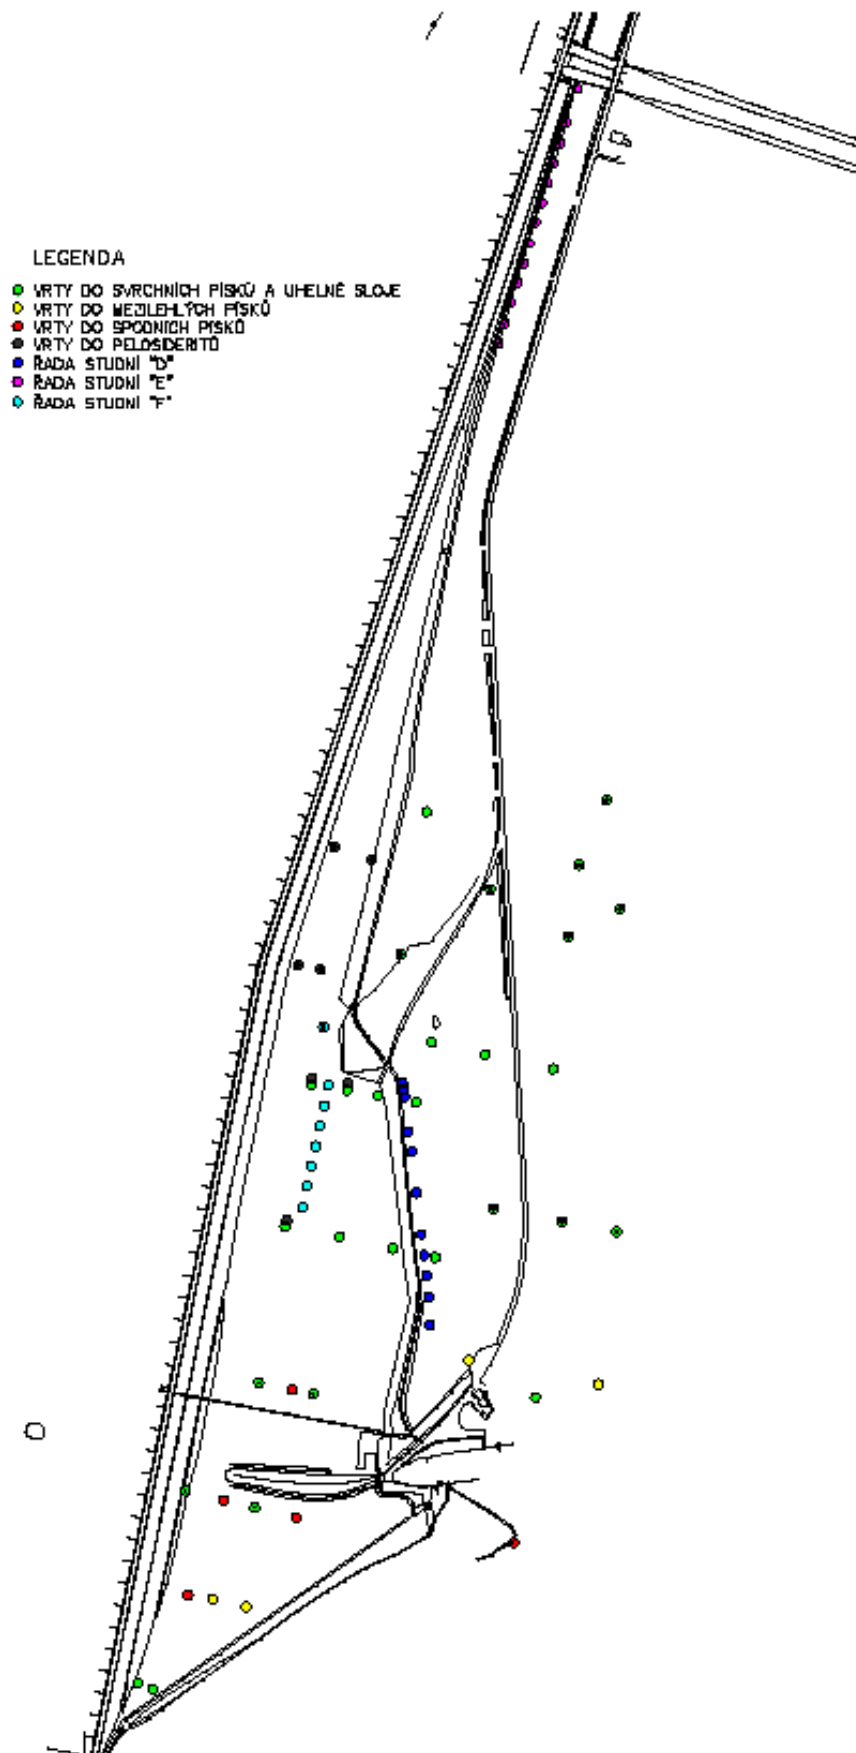 LEGENDA
VRTY DO SVRCHNÍCH PÍSKŮ A UHELNÉ SLOJE
VRTY DO MEZILEHLÝCH PÍSKŮ
VRTY DO SPODNÍCH PÍSKŮ
VRTY DO PELOSIDERITŮ
ŘADA STUDNÍ "D"
ŘADA STUDNÍ "E"
ŘADA STUDNÍ "F"